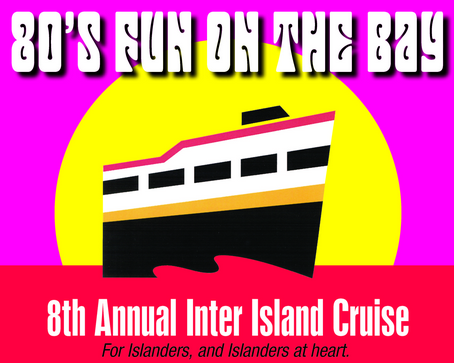 80'S FUN ON THE BAY
8th Annual Inter Island Cruise
For Islanders, and Islanders at heart.